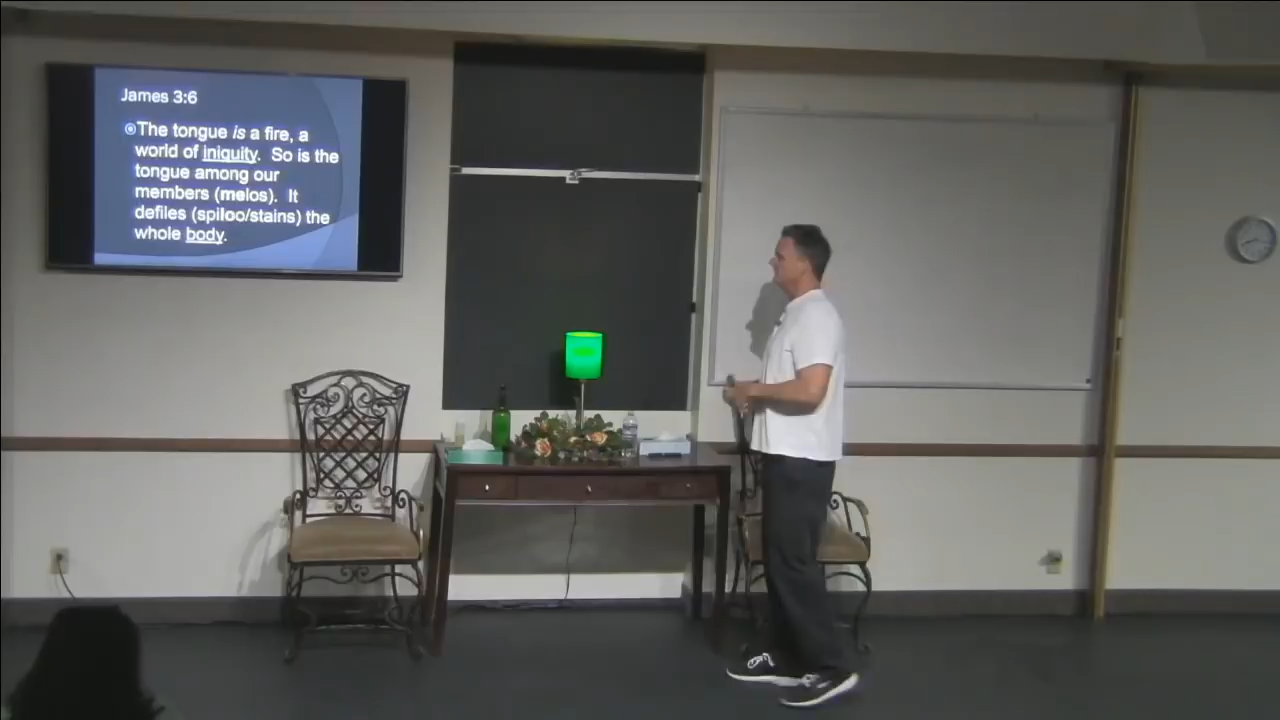 James 3:6
The tongue is a fire, a
world of iniquity. So is the
tongue among our
members (melos). It
defiles (spiloo/stains) the
whole body.